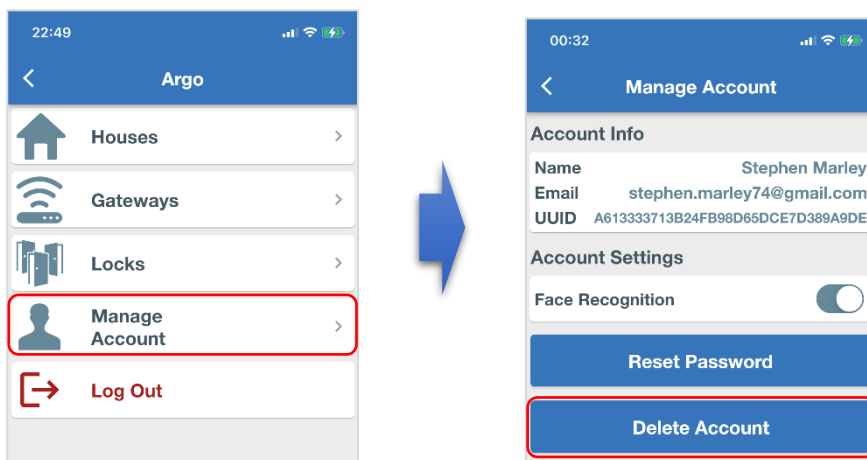 22:49
Argo
Houses
Gateways
Locks
Manage
Account
Log Out
00:32
Manage Account
Account Info
Name Stephen Marley
Email stephen.marley74@gmail.com
UUID A613333713B24FB98D65DCE7D389A9DE
Account Settings
Face Recognition
Reset Password
Delete Account